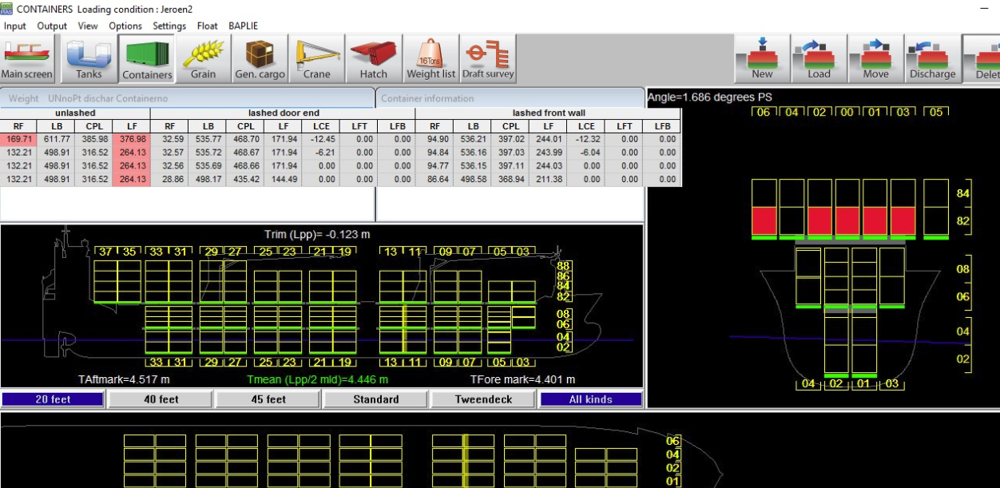 CONTAINERS Loading condition : Jeroen2
Input Output View Options Settings Float BAPLIE
Main screen Tanks Containers Grain Gen. cargo Crane Hatch 16Tons Weight list Draft survey New Load Move Discharge Delet
Weight UNnoPt dischar Containerno Container information
unlashed lashed door end lashed front wall
RF LB CPL LF RF LB CPL LF LCE LFT LFB RF LB CPL LF LCE LFT LFB
169.71 611.77 385.98 376.98 32.59 535.77 468.70 171.94 -12.45 0.00 0.00 94.90 536.21 397.02 244.01 -12.32 0.00 0.00
132.21 498.91 316.52 264.13 32.57 535.72 468.67 171.94 -6.21 0.00 0.00 94.84 536.16 397.03 243.99 -6.04 0.00 0.00
132.21 498.91 316.52 264.13 32.56 535.69 468.66 171.94 0.00 0.00 0.00 94.77 536.15 397.11 244.03 0.00 0.00 0.00
132.21 498.91 316.52 264.13 28.86 498.17 435.42 144.49 0.00 0.00 0.00 86.64 498.58 368.94 211.38 0.00 0.00 0.00
Trim (Lpp)= -0.123 m
37 35 33 31 29 27 25 23 21 19 13 11 09 07 05 03
88
86
84
82
08
06
04
02
33 31 29 27 25 23 21 19 13 11 09 07 05 03
TAftmark=4.517 m Tmean (Lpp/2 mld)=4.446 m TFore mark=4.401 m
20 feet 40 feet 45 feet Standard Tweendeck All kinds
Angle=1.686 degrees PS
06 04 02 00 01 03 05
84
82
08
06
04
02
04 02 01 03
06
04
02
01